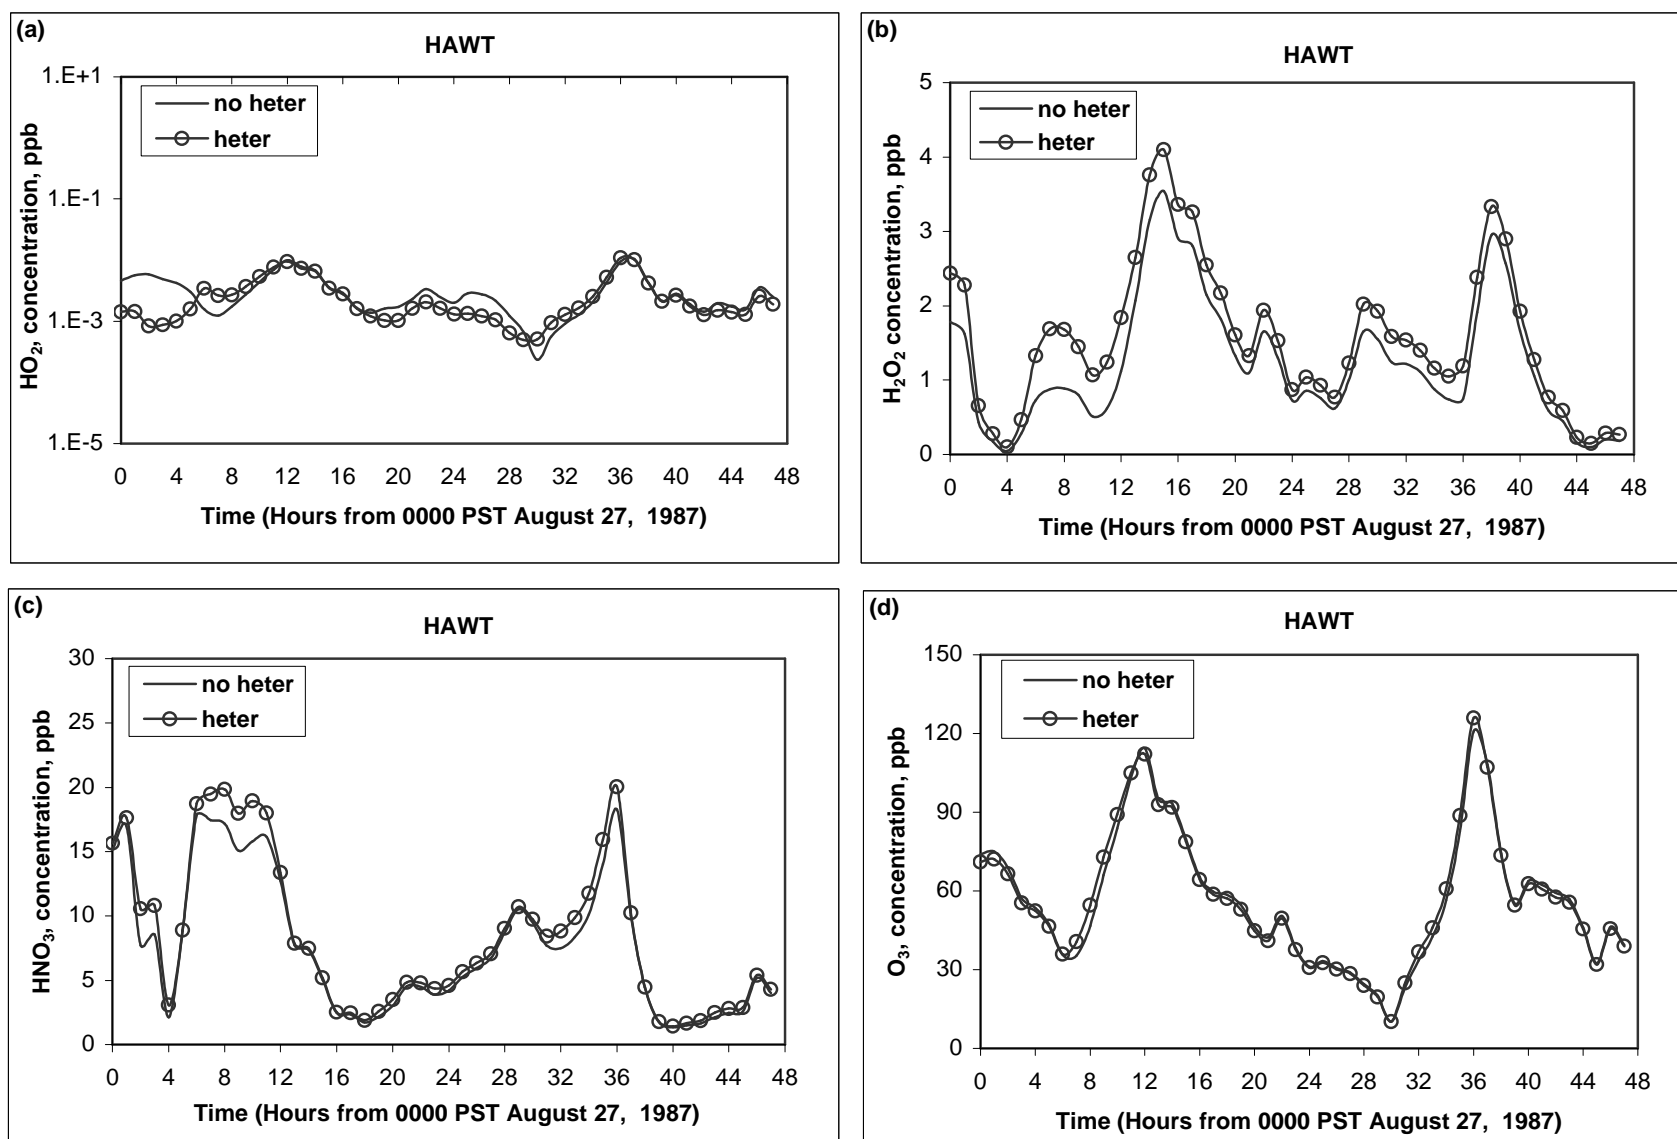 (a)
HAWT
1.E+1
1.E-1
1.E-3
1.E-5
HO2, concentration, ppb
no heter
heter
0 4 8 12 16 20 24 28 32 36 40 44 48
Time (Hours from 0000 PST August 27, 1987)
(b)
HAWT
5
4
3
2
1
0
H2O2 concentration, ppb
no heter
heter
0 4 8 12 16 20 24 28 32 36 40 44 48
Time (Hours from 0000 PST August 27, 1987)
(c)
HAWT
30
25
20
15
10
5
0
HNO3, concentration, ppb
no heter
heter
0 4 8 12 16 20 24 28 32 36 40 44 48
Time (Hours from 0000 PST August 27, 1987)
(d)
HAWT
150
120
90
60
30
0
O3, concentration, ppb
no heter
heter
0 4 8 12 16 20 24 28 32 36 40 44 48
Time (Hours from 0000 PST August 27, 1987)